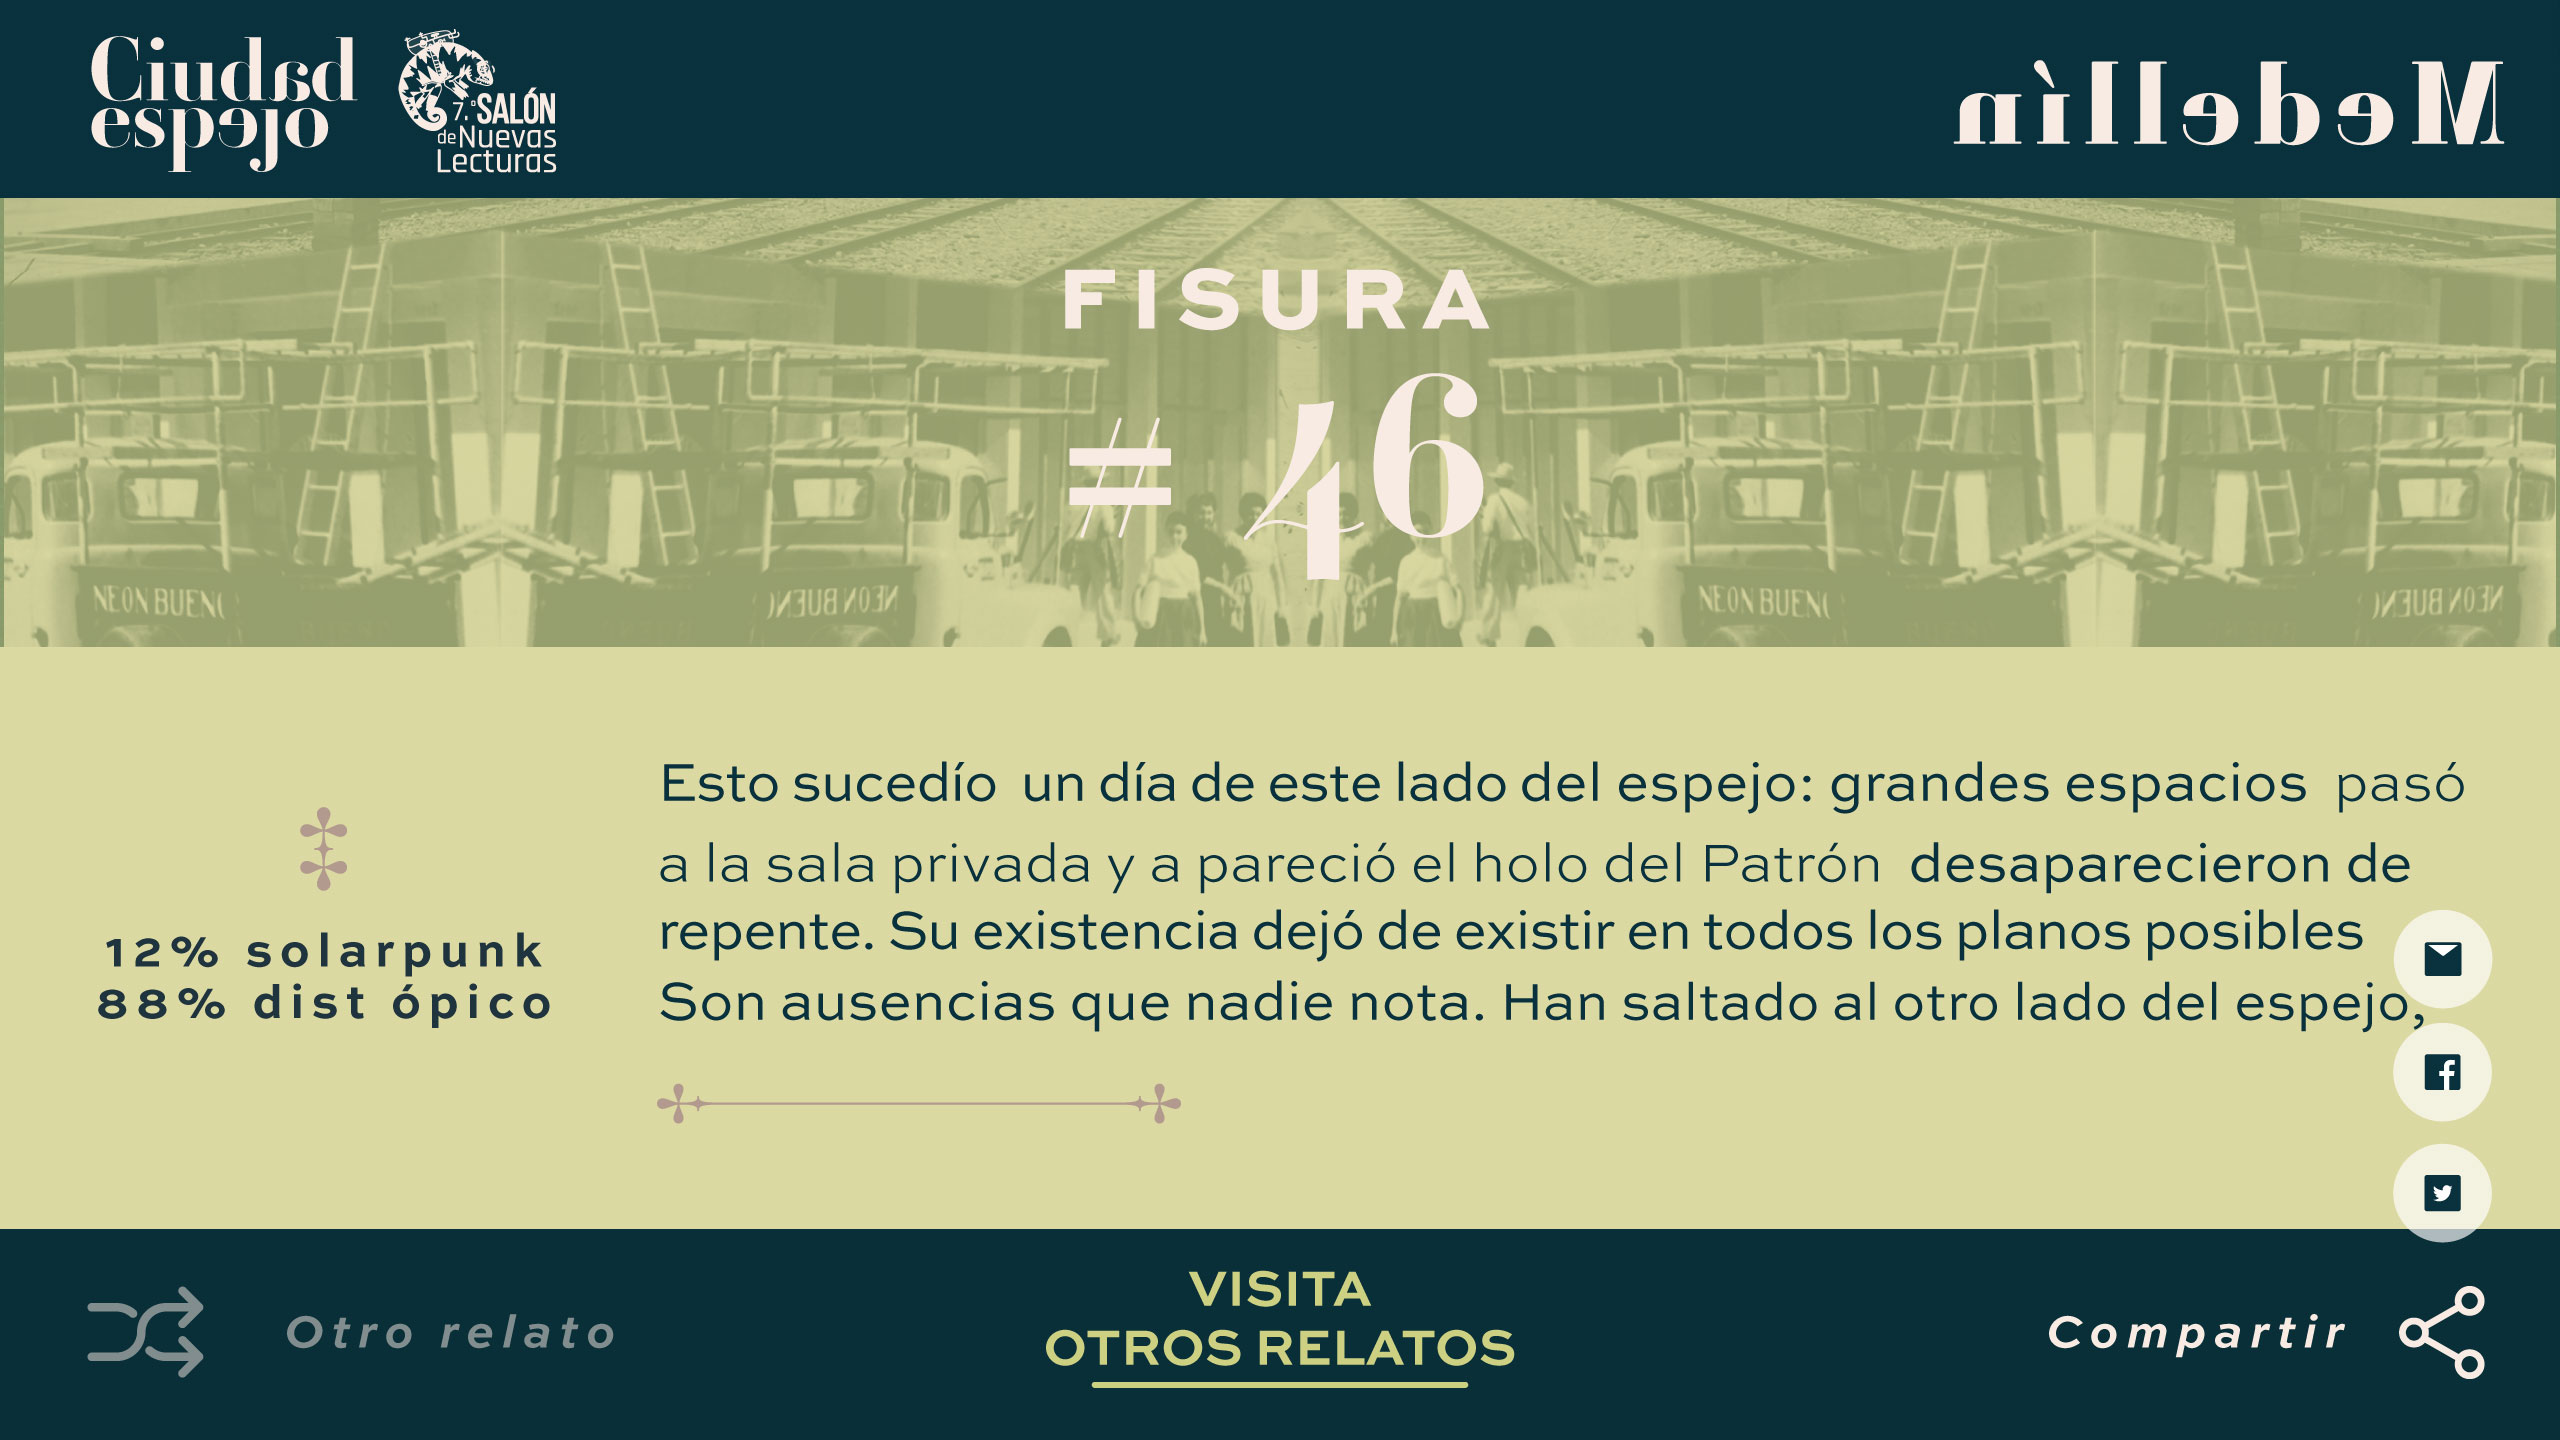 Ciudad
espejo
7.º SALÓN
de Nuevas
Lecturas
Medellín
FISURA
# 46
NEON BUENO
NEON BUENO
NEON BUENO
NEON BUENO
12% solarpunk
88% dist ópico
Esto sucedío un día de este lado del espejo: grandes espacios pasó
a la sala privada y a pareció el holo del Patrón desaparecieron de
repente. Su existencia dejó de existir en todos los planos posibles
Son ausencias que nadie nota. Han saltado al otro lado del espejo,
Otro relato
VISITA
OTROS RELATOS
Compartir